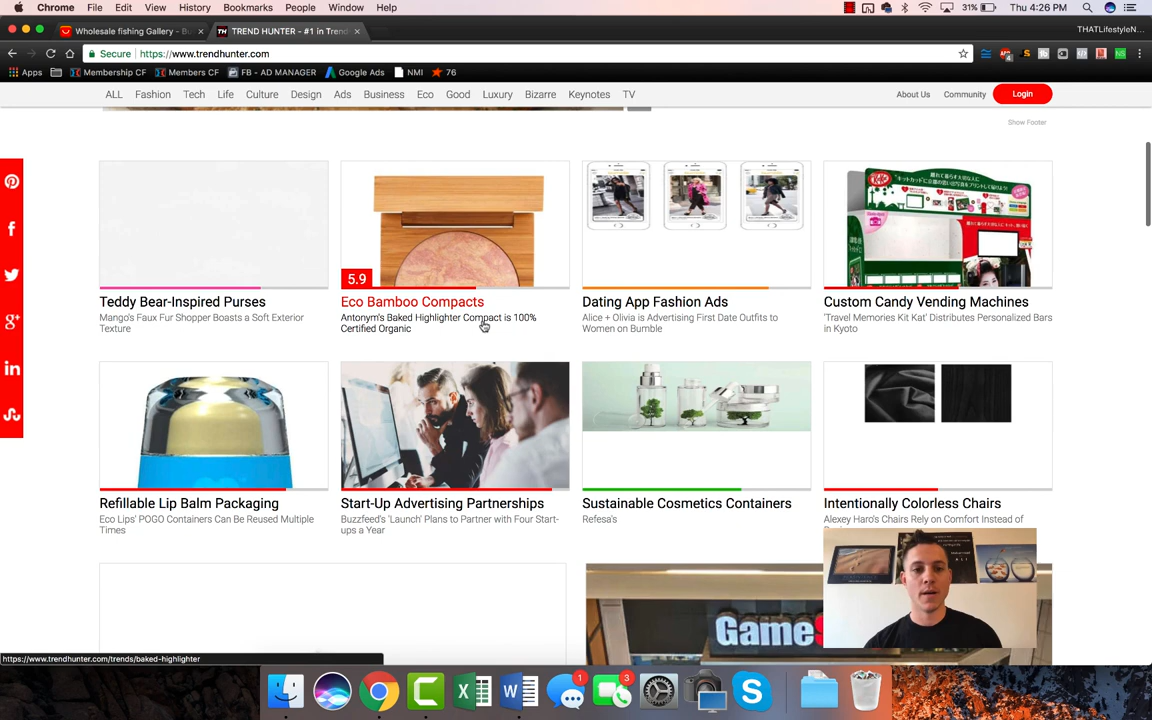 Chrome File Edit View History Bookmarks People Window Help 31% Thu 4:26 PM
Wholesale fishing Gallery - Bu TREND HUNTER - #1 in Trend THATLifestyleN...
Secure https://www.trendhunter.com
Apps Membership CF Members CF FB - AD MANAGER Google Ads NMI 76
ALL Fashion Tech Life Culture Design Ads Business Eco Good Luxury Bizarre Keynotes TV About Us Community Login
Show Footer
5.9
Teddy Bear-Inspired Purses
Mango's Faux Fur Shopper Boasts a Soft Exterior
Texture
Eco Bamboo Compacts
Antonym's Baked Highlighter Compact is 100%
Certified Organic
Dating App Fashion Ads
Alice + Olivia is Advertising First Date Outfits to
Women on Bumble
Custom Candy Vending Machines
'Travel Memories Kit Kat' Distributes Personalized Bars
in Kyoto
Refillable Lip Balm Packaging
Eco Lips' POGO Containers Can Be Reused Multiple
Times
Start-Up Advertising Partnerships
Buzzfeed's 'Launch' Plans to Partner with Four Start-
ups a Year
Sustainable Cosmetics Containers
Refesa's
Intentionally Colorless Chairs
Alexey Haro's Chairs Rely on Comfort Instead of
ALI
Game
https://www.trendhunter.com/trends/baked-highlighter
1
3